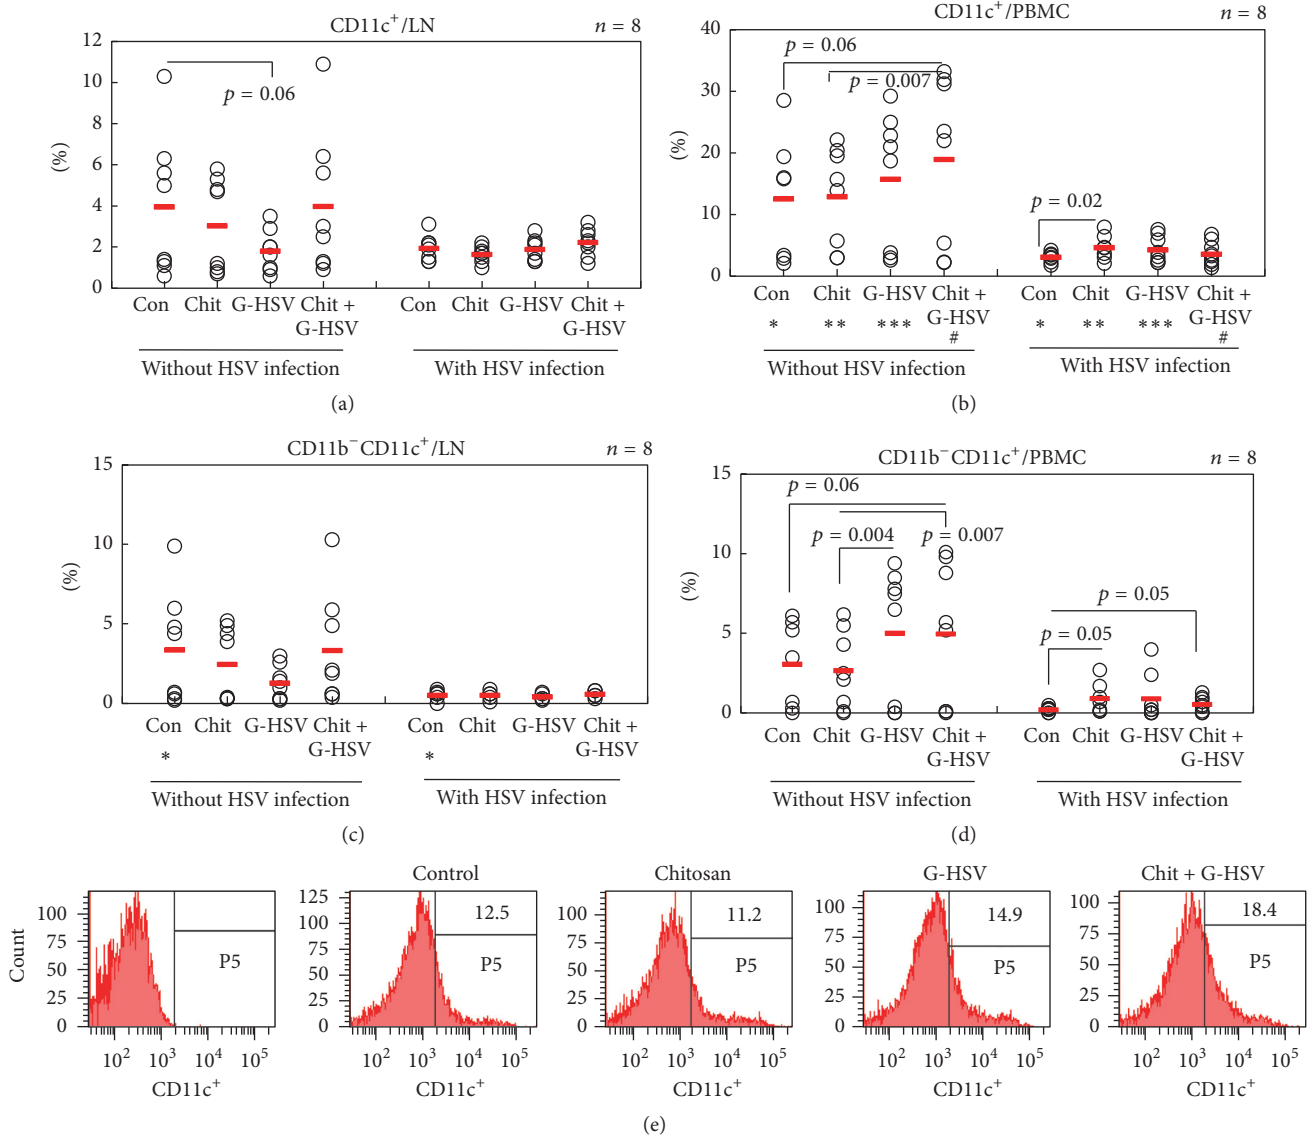 CD11c⁺/LN
n = 8
12
10
8
6
4
2
0
(%)
p = 0.06
Con Chit G-HSV Chit +
G-HSV
Con Chit G-HSV Chit +
G-HSV
Without HSV infection
With HSV infection
(a)
CD11c⁺/PBMC
n = 8
40
30
20
10
0
(%)
p = 0.06
p = 0.007
p = 0.02
Con Chit G-HSV Chit +
G-HSV
* ** *** #
Con Chit G-HSV Chit +
G-HSV
* ** *** #
Without HSV infection
With HSV infection
(b)
CD11b⁻CD11c⁺/LN
n = 8
15
10
5
0
(%)
Con Chit G-HSV Chit +
G-HSV
*
Con Chit G-HSV Chit +
G-HSV
*
Without HSV infection
With HSV infection
(c)
CD11b⁻CD11c⁺/PBMC
n = 8
15
10
5
0
(%)
p = 0.06
p = 0.004
p = 0.007
p = 0.05
p = 0.05
Con Chit G-HSV Chit +
G-HSV
Con Chit G-HSV Chit +
G-HSV
Without HSV infection
With HSV infection
(d)
Count
100
75
50
25
0
P5
10² 10³ 10⁴ 10⁵
CD11c⁺
Control
125
100
75
50
25
0
12.5
P5
10² 10³ 10⁴ 10⁵
CD11c⁺
Chitosan
100
75
50
25
0
11.2
P5
10² 10³ 10⁴ 10⁵
CD11c⁺
G-HSV
100
75
50
25
0
14.9
P5
10² 10³ 10⁴ 10⁵
CD11c⁺
Chit + G-HSV
100
75
50
25
0
18.4
P5
10² 10³ 10⁴ 10⁵
CD11c⁺
(e)